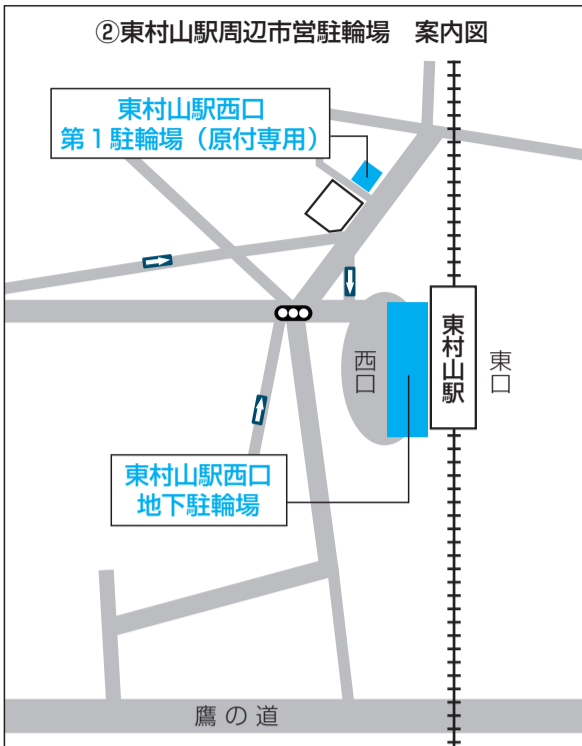 ②東村山駅周辺市営駐輪場　案内図
東村山駅西口
第１駐輪場（原付専用）
東村山駅
西口
東口
東村山駅西口
地下駐輪場
鷹の道